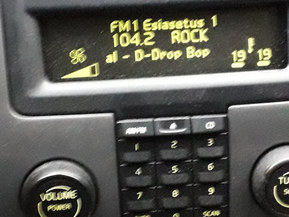 FM1 Esiasetus 1
104.2 ROCK
al - D-Drop Bop
19 19
1 2 3
4 5 6
7 8 9
VOLUME
POWER
SCAN